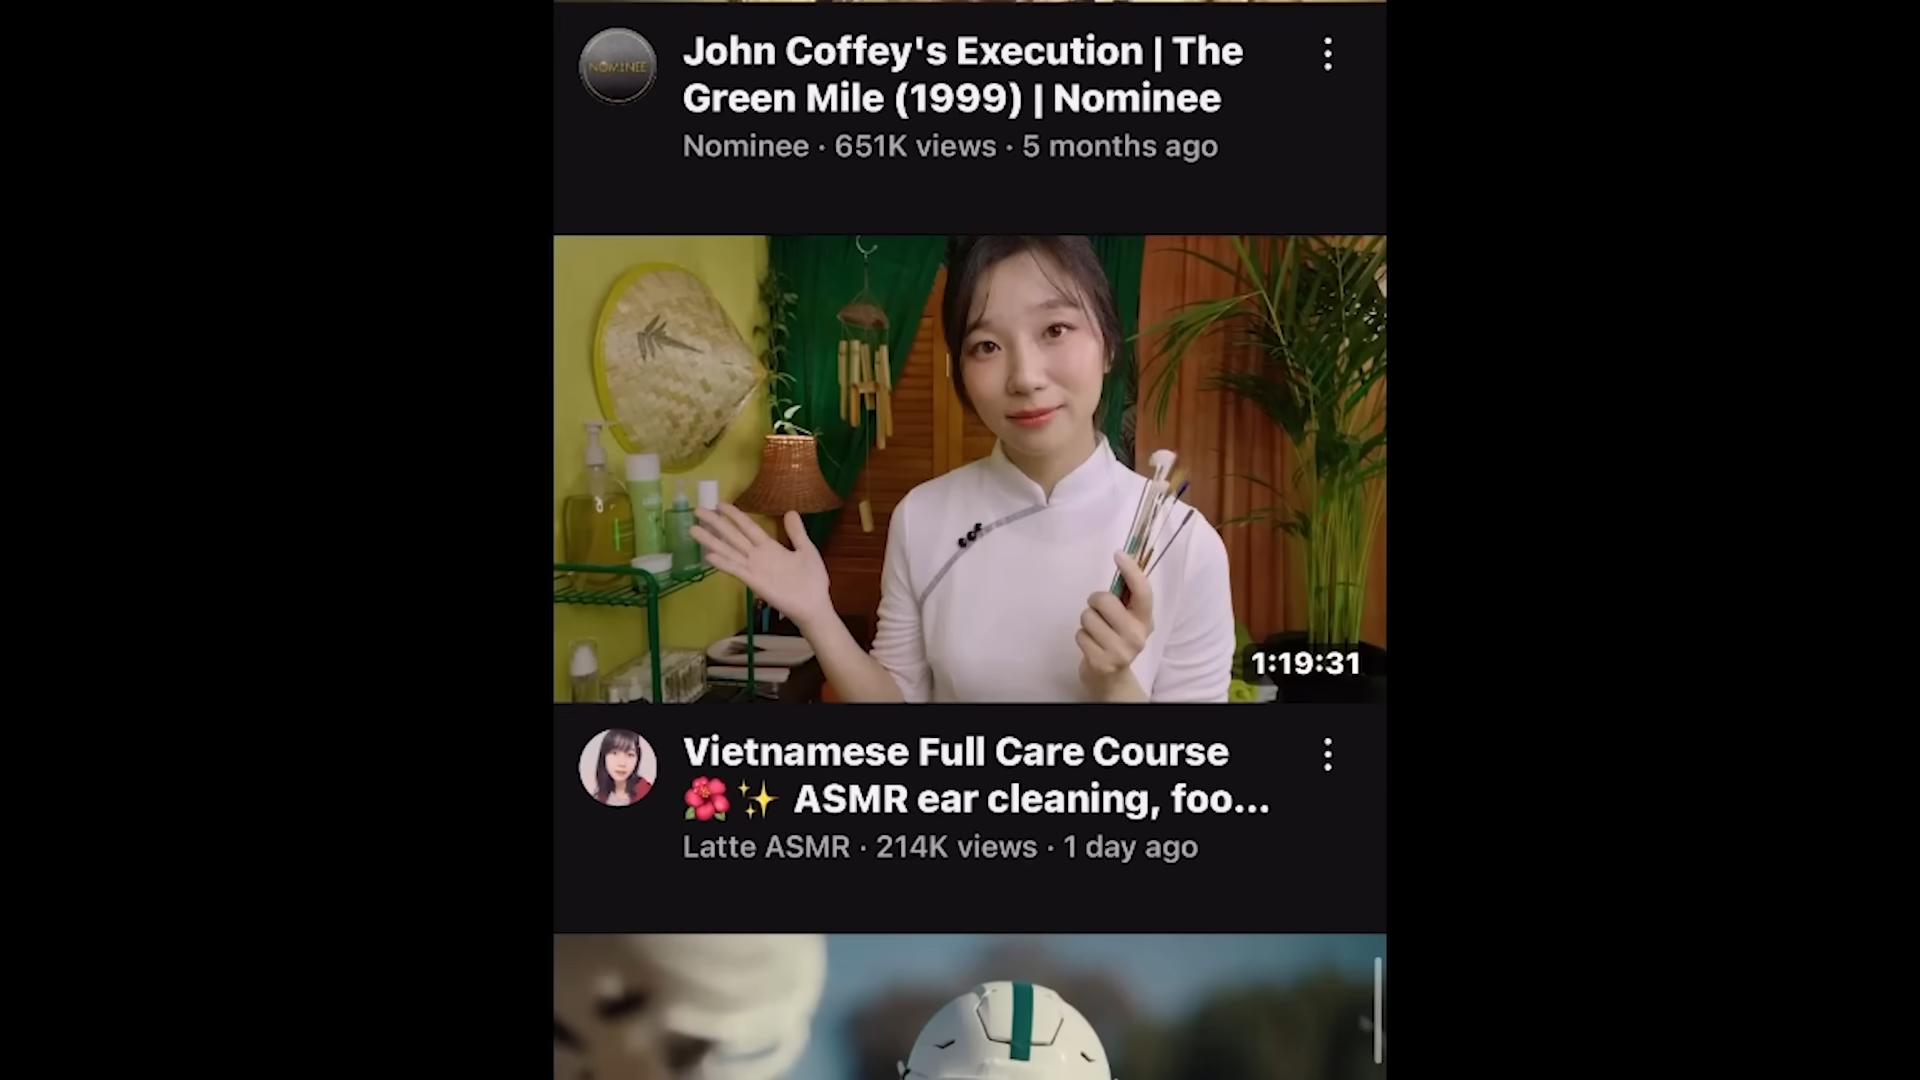 NOMINEE
John Coffey's Execution | The
Green Mile (1999) | Nominee
Nominee · 651K views · 5 months ago
1:19:31
Vietnamese Full Care Course
🌺✨ ASMR ear cleaning, foo...
Latte ASMR · 214K views · 1 day ago